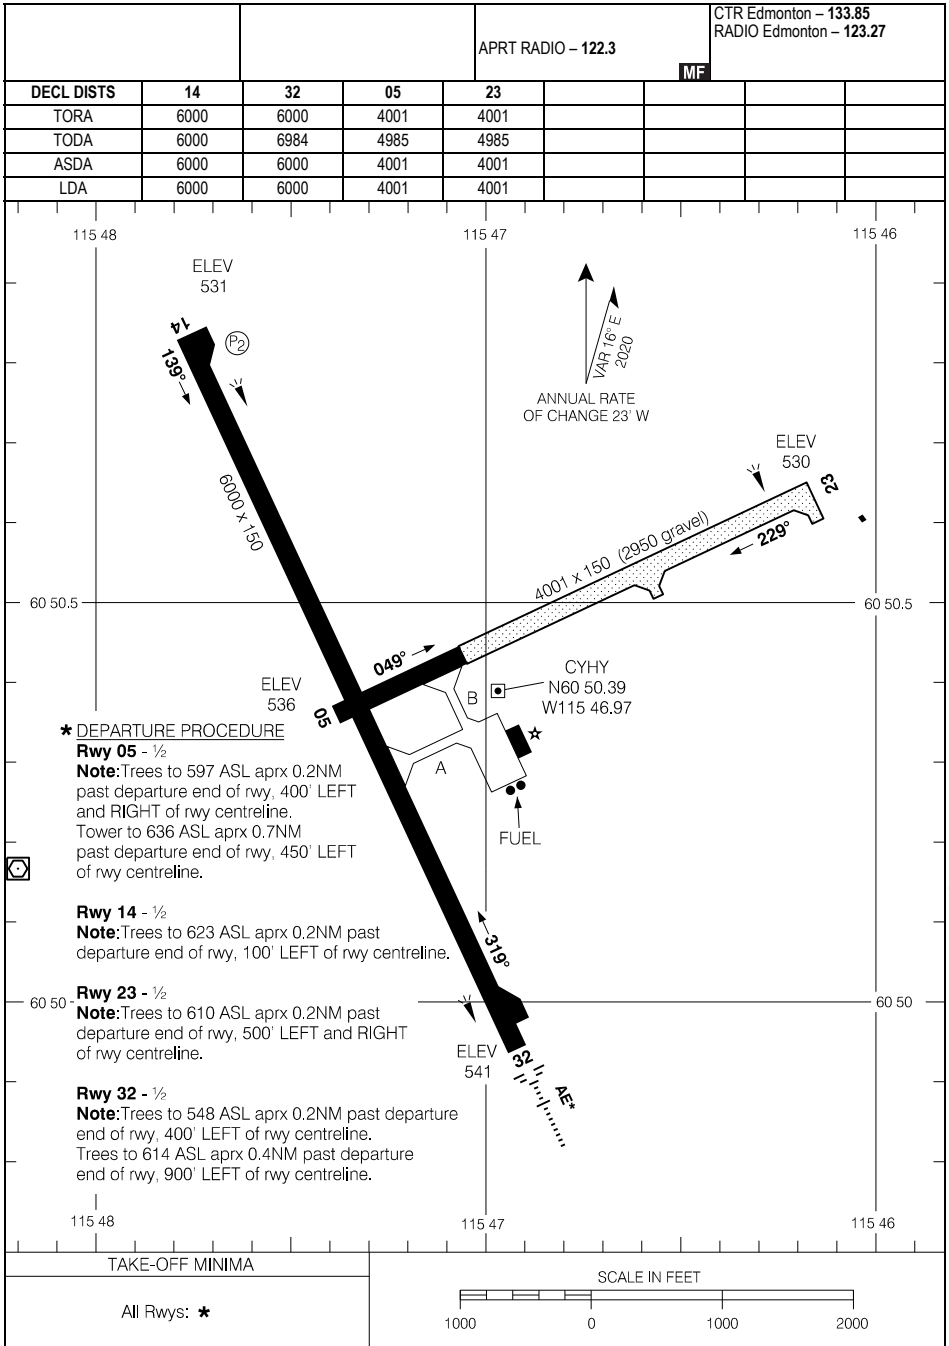 CTR Edmonton – 133.85
RADIO Edmonton – 123.27
APRT RADIO – 122.3
MF
DECL DISTS 14 32 05 23
TORA 6000 6000 4001 4001
TODA 6000 6984 4985 4985
ASDA 6000 6000 4001 4001
LDA 6000 6000 4001 4001
115 48 115 47 115 46
ELEV
531
14
P2
139°
VAR 16° E
2020
ANNUAL RATE
OF CHANGE 23' W
ELEV
530
23
6000 x 150
4001 x 150 (2950 gravel)
229°
60 50.5 60 50.5
049°
ELEV
536
05
B
CYHY
N60 50.39
W115 46.97
A
FUEL
* DEPARTURE PROCEDURE
Rwy 05 - ½
Note:Trees to 597 ASL aprx 0.2NM
past departure end of rwy, 400' LEFT
and RIGHT of rwy centreline.
Tower to 636 ASL aprx 0.7NM
past departure end of rwy, 450' LEFT
of rwy centreline.
Rwy 14 - ½
Note:Trees to 623 ASL aprx 0.2NM past
departure end of rwy, 100' LEFT of rwy centreline.
319°
60 50 60 50
Rwy 23 - ½
Note:Trees to 610 ASL aprx 0.2NM past
departure end of rwy, 500' LEFT and RIGHT
of rwy centreline.
ELEV
541
32
AE*
Rwy 32 - ½
Note:Trees to 548 ASL aprx 0.2NM past departure
end of rwy, 400' LEFT of rwy centreline.
Trees to 614 ASL aprx 0.4NM past departure
end of rwy, 900' LEFT of rwy centreline.
115 48 115 47 115 46
TAKE-OFF MINIMA
All Rwys: *
SCALE IN FEET
1000 0 1000 2000